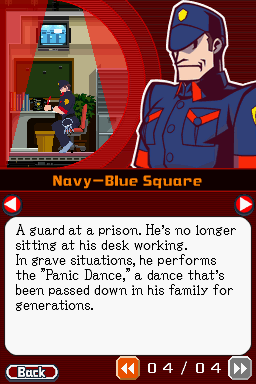 Navy-Blue Square
A guard at a prison. He's no longer
sitting at his desk working.
In grave situations, he performs
the "Panic Dance," a dance that's
been passed down in his family for
generations.
Back
04/04